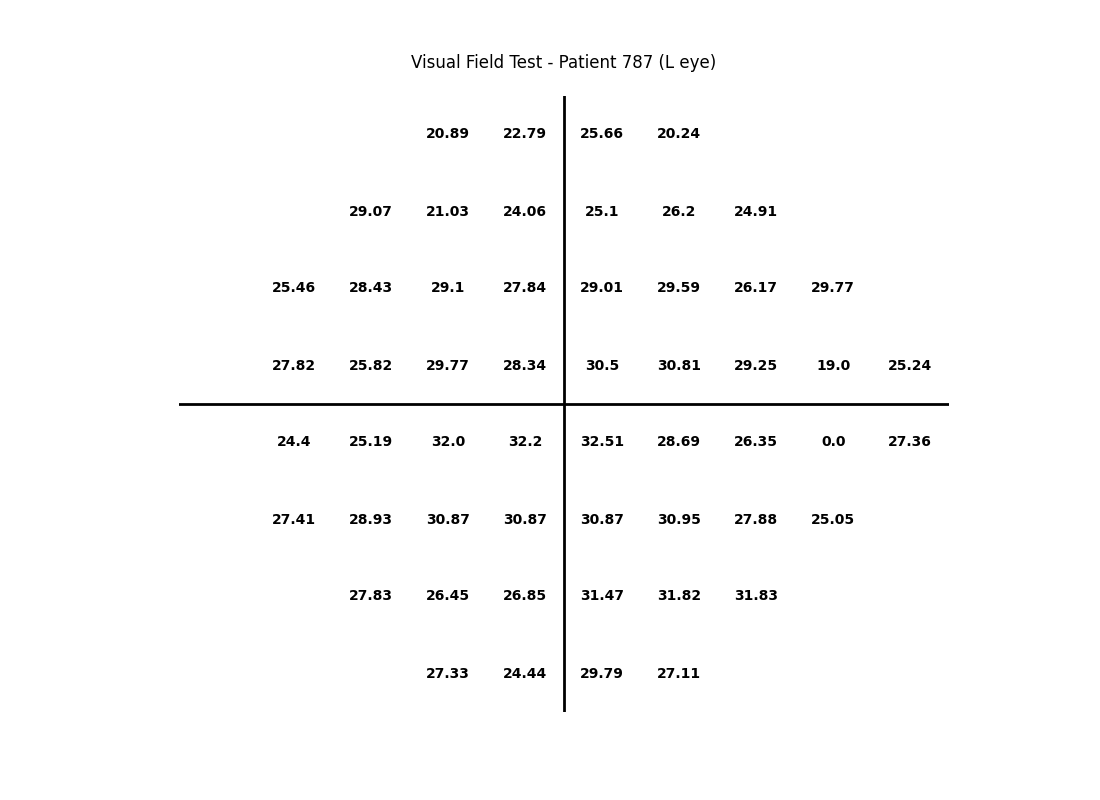 Visual Field Test - Patient 787 (L eye)
20.89 22.79 25.66 20.24
29.07 21.03 24.06 25.1 26.2 24.91
25.46 28.43 29.1 27.84 29.01 29.59 26.17 29.77
27.82 25.82 29.77 28.34 30.5 30.81 29.25 19.0 25.24
24.4 25.19 32.0 32.2 32.51 28.69 26.35 0.0 27.36
27.41 28.93 30.87 30.87 30.87 30.95 27.88 25.05
27.83 26.45 26.85 31.47 31.82 31.83
27.33 24.44 29.79 27.11